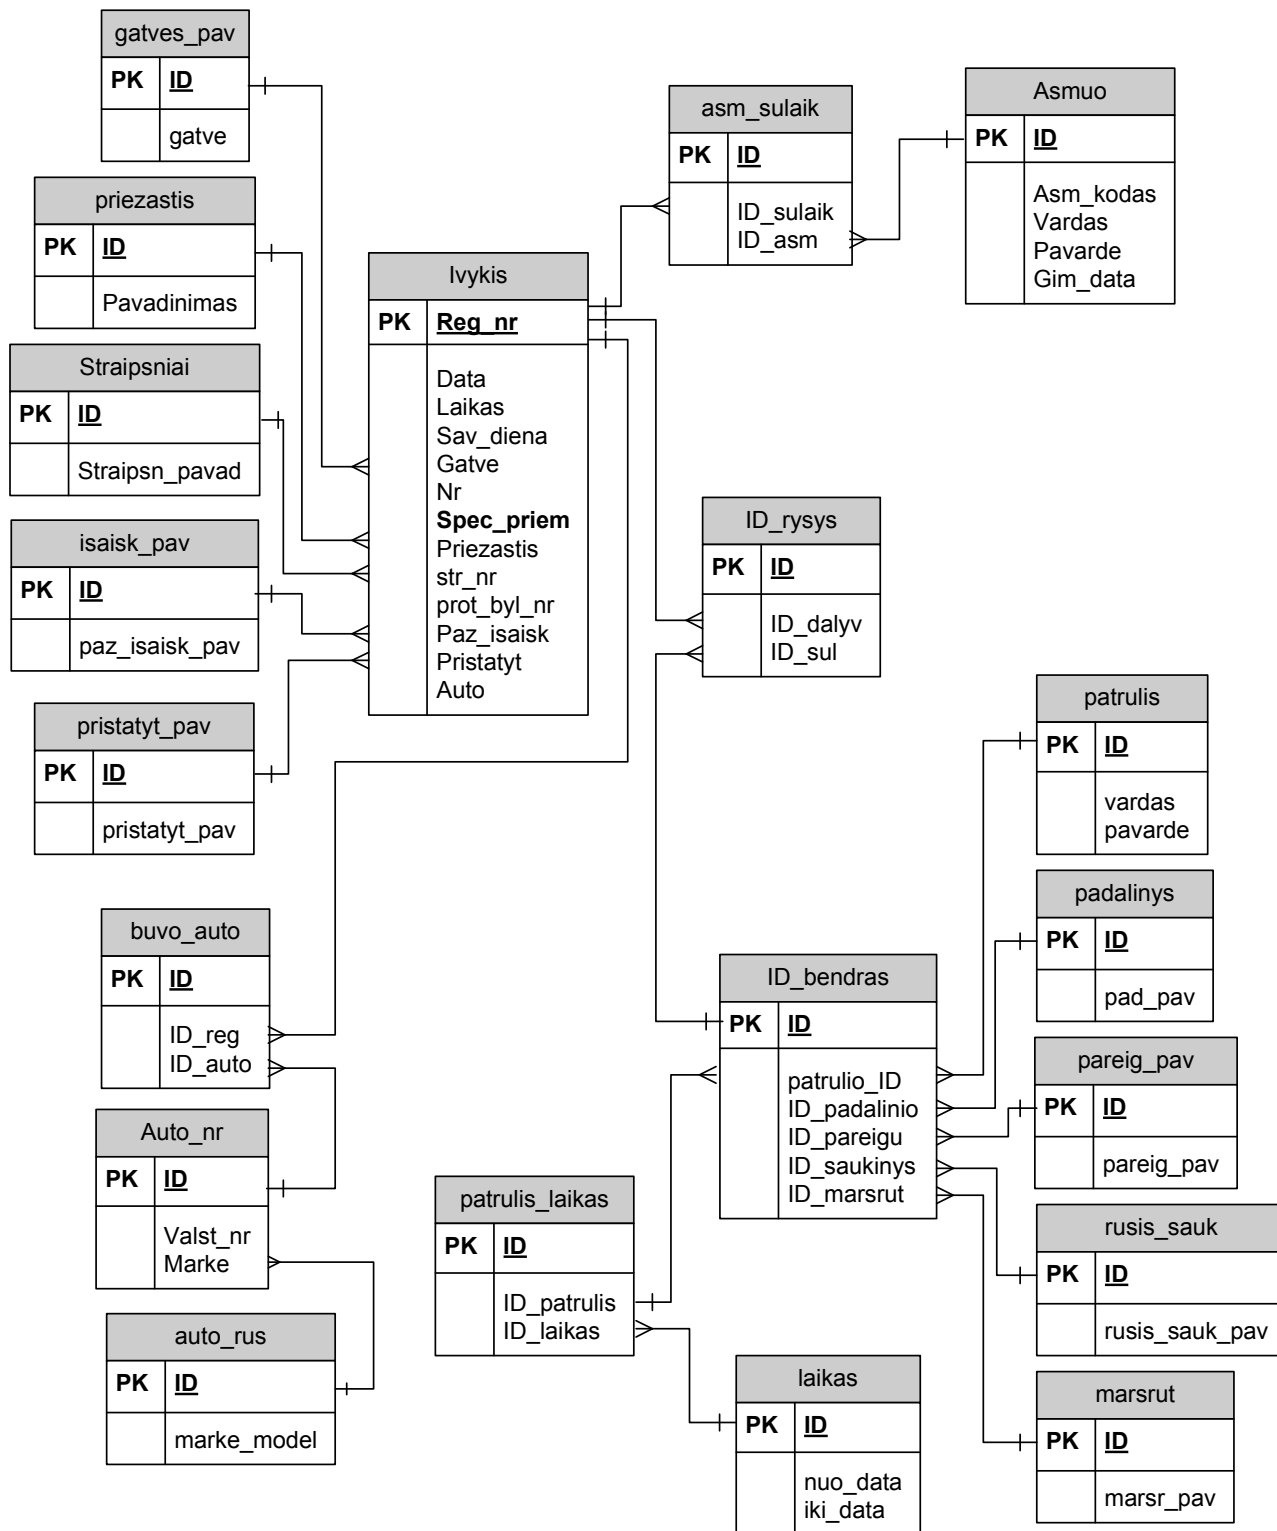 gatves_pav
PK ID
gatve
priezastis
PK ID
Pavadinimas
Straipsniai
PK ID
Straipsn_pavad
isaisk_pav
PK ID
paz_isaisk_pav
pristatyt_pav
PK ID
pristatyt_pav
Ivykis
PK Reg_nr
Data
Laikas
Sav_diena
Gatve
Nr
Spec_priem
Priezastis
str_nr
prot_byl_nr
Paz_isaisk
Pristatyt
Auto
asm_sulaik
PK ID
ID_sulaik
ID_asm
Asmuo
PK ID
Asm_kodas
Vardas
Pavarde
Gim_data
ID_rysys
PK ID
ID_dalyv
ID_sul
buvo_auto
PK ID
ID_reg
ID_auto
Auto_nr
PK ID
Valst_nr
Marke
auto_rus
PK ID
marke_model
patrulis_laikas
PK ID
ID_patrulis
ID_laikas
ID_bendras
PK ID
patrulio_ID
ID_padalinio
ID_pareigu
ID_saukinys
ID_marsrut
laikas
PK ID
nuo_data
iki_data
patrulis
PK ID
vardas
pavarde
padalinys
PK ID
pad_pav
pareig_pav
PK ID
pareig_pav
rusis_sauk
PK ID
rusis_sauk_pav
marsrut
PK ID
marsr_pav